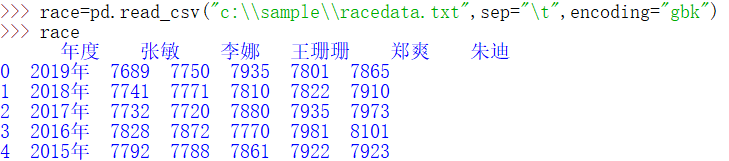 >>> race=pd.read_csv("c:\\sample\\racedata.txt",sep="\t",encoding="gbk")
>>> race
年度 张敏 李娜 王珊珊 郑爽 朱迪
0 2019年 7689 7750 7935 7801 7865
1 2018年 7741 7771 7810 7822 7910
2 2017年 7732 7720 7880 7935 7973
3 2016年 7828 7872 7770 7981 8101
4 2015年 7792 7788 7861 7922 7923